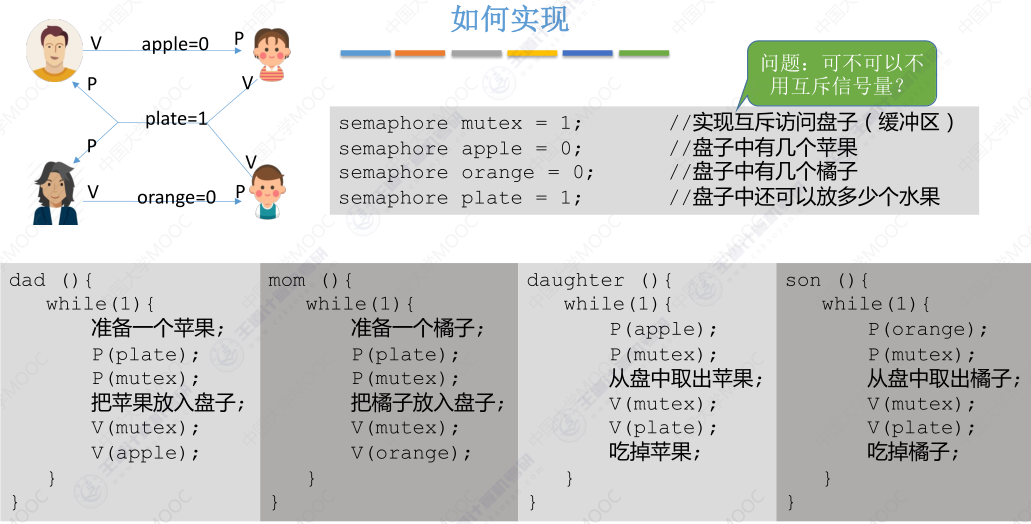 如何实现
V apple=0 P
P V
plate=1
P V
V orange=0 P
问题：可不可以不
用互斥信号量？
semaphore mutex = 1; //实现互斥访问盘子（缓冲区）
semaphore apple = 0; //盘子中有几个苹果
semaphore orange = 0; //盘子中有几个橘子
semaphore plate = 1; //盘子中还可以放多少个水果
dad (){
while(1){
准备一个苹果;
P(plate);
P(mutex);
把苹果放入盘子;
V(mutex);
V(apple);
}
}
mom (){
while(1){
准备一个橘子;
P(plate);
P(mutex);
把橘子放入盘子;
V(mutex);
V(orange);
}
}
daughter (){
while(1){
P(apple);
P(mutex);
从盘中取出苹果;
V(mutex);
V(plate);
吃掉苹果;
}
}
son (){
while(1){
P(orange);
P(mutex);
从盘中取出橘子;
V(mutex);
V(plate);
吃掉橘子;
}
}